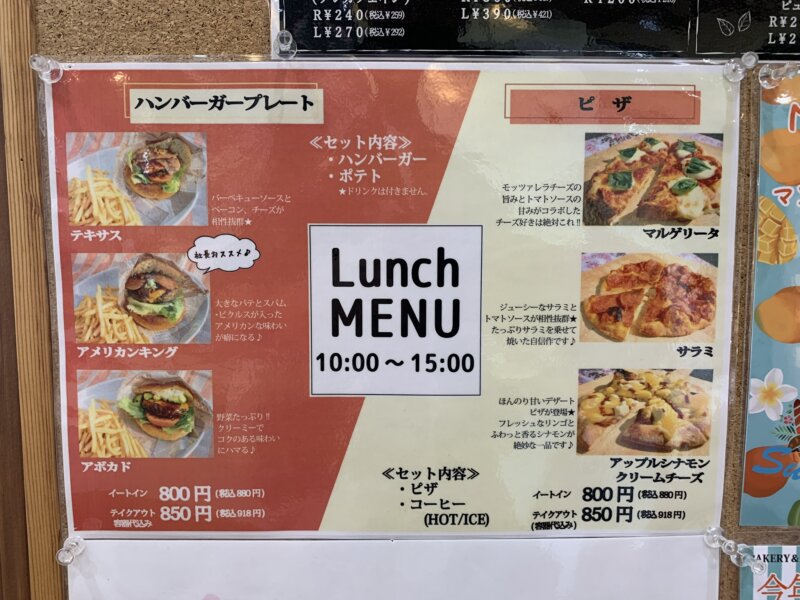 R¥240(税込¥259)
L¥270(税込¥292)
L¥390(税込¥421)
ハンバーガープレート
≪セット内容≫
・ハンバーガー
・ポテト
★ドリンクは付きません。
バーベキューソースと
ベーコン、チーズが
相性抜群★
テキサス
社長オススメ♪
大きなパテとスパム
・ピクルスが入った
アメリカンな味わい
が癖になる♪
アメリカンキング
野菜たっぷり!!
クリーミーで
コクのある味わい
にハマる♪
アボカド
イートイン 800円(税込880円)
テイクアウト 850円(税込918円)
(容器代込み)
Lunch
MENU
10:00～15:00
ピザ
モッツァレラチーズの
旨みとトマトソースの
甘みがコラボした
チーズ好きは絶対これ!!
マルゲリータ
ジューシーなサラミと
トマトソースが相性抜群★
たっぷりサラミを乗せて
焼いた自信作です♪
サラミ
ほんのり甘いデザート
ピザが登場★
フレッシュなリンゴと
ふわっと香るシナモンが
絶妙な一品です♪
アップルシナモン
クリームチーズ
≪セット内容≫
・ピザ
・コーヒー
(HOT/ICE)
イートイン 800円(税込880円)
テイクアウト 850円(税込918円)
(容器代込み)